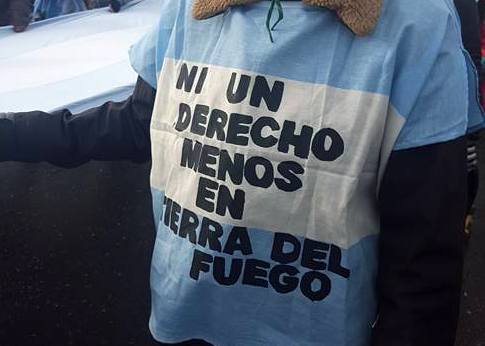 NI UN
DERECHO
MENOS
EN
TIERRA DEL
FUEGO